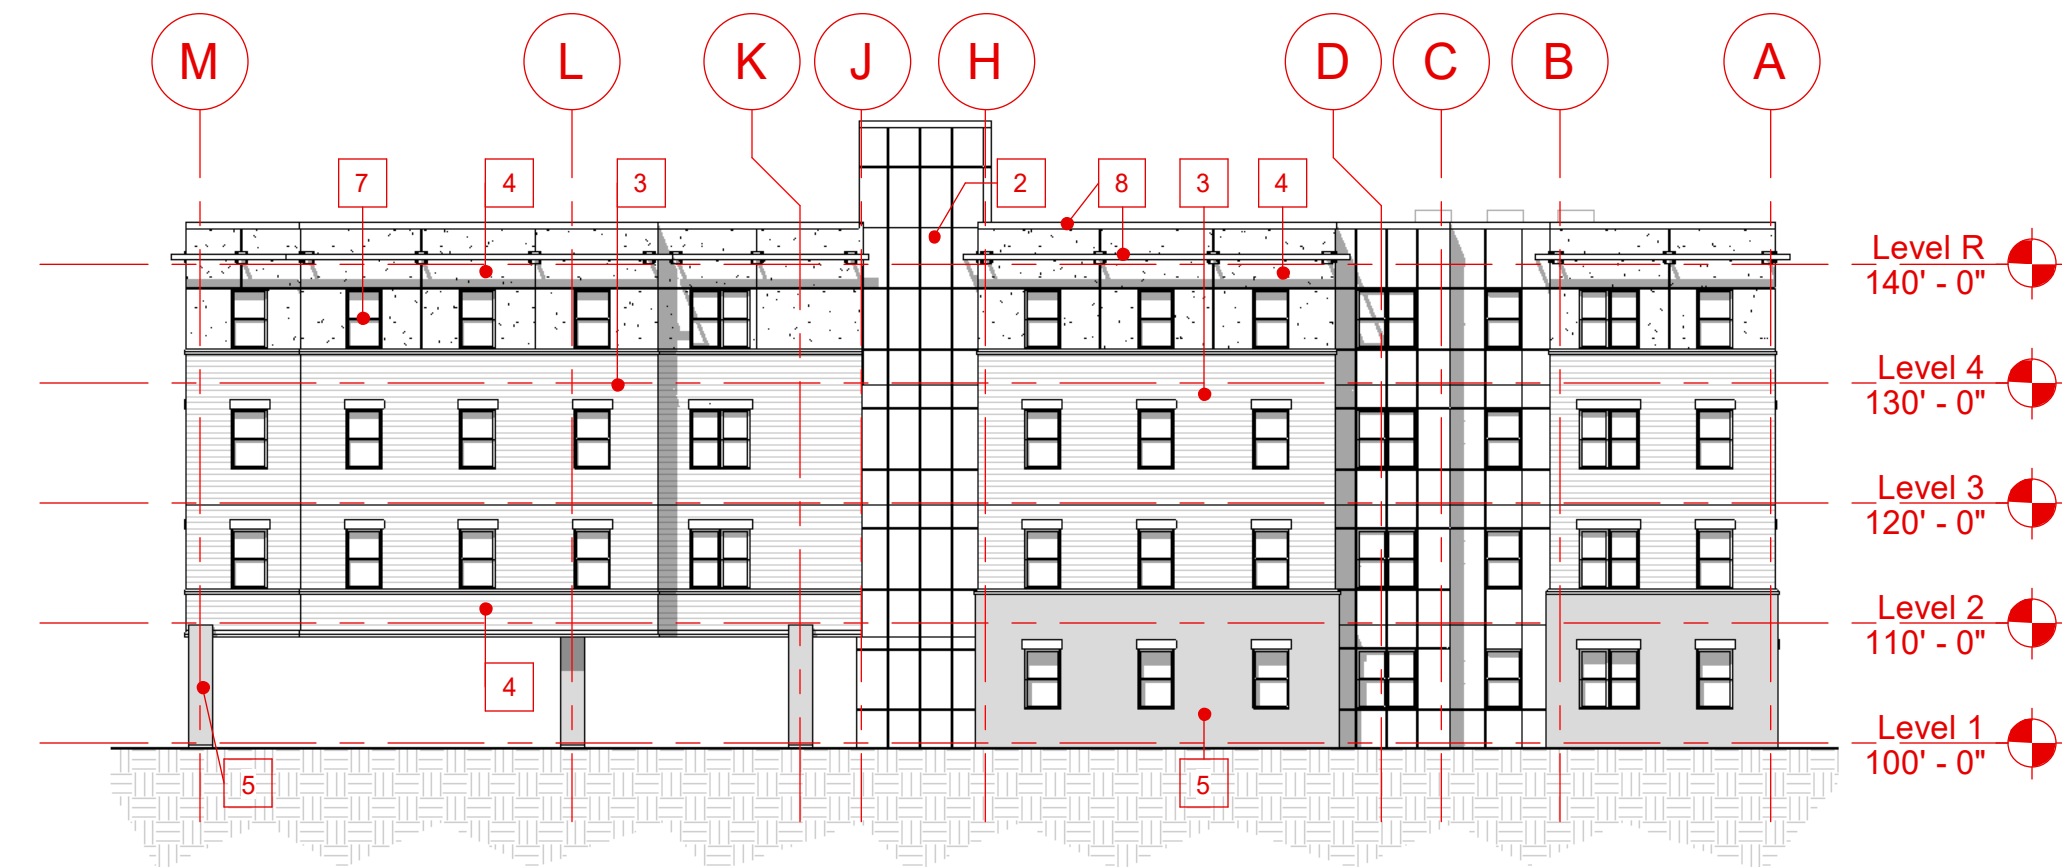 M L K J H D C B A
7 4 3 2 8 3 4
Level R
140' - 0"
Level 4
130' - 0"
Level 3
120' - 0"
Level 2
110' - 0"
4
Level 1
100' - 0"
5 5